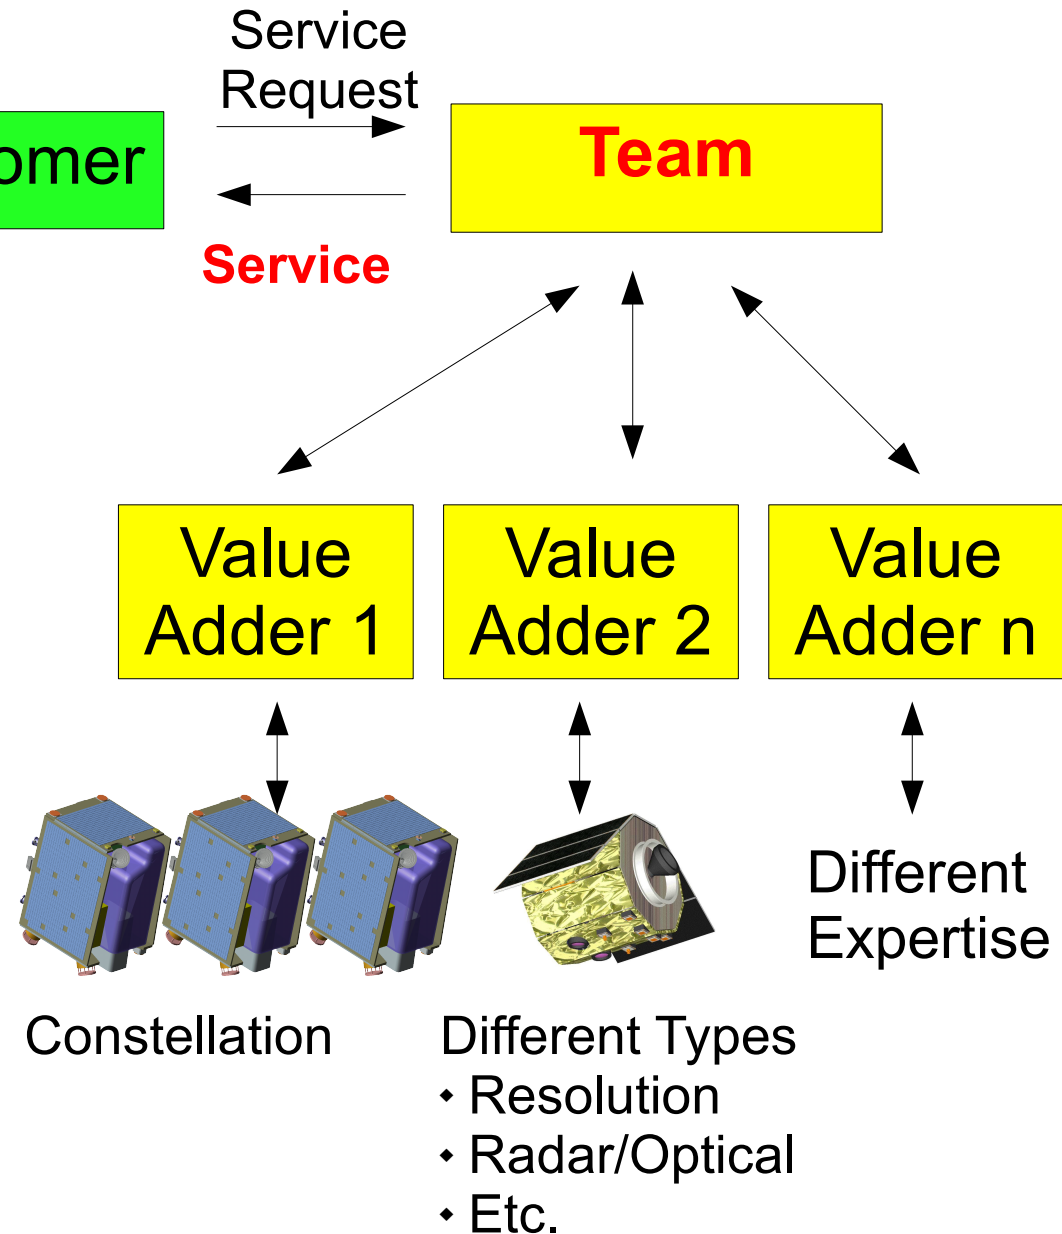 Service
Request
omer
Team
Service
Value
Adder 1
Value
Adder 2
Value
Adder n
Different
Expertise
Constellation
Different Types
⬥ Resolution
⬥ Radar/Optical
⬥ Etc.